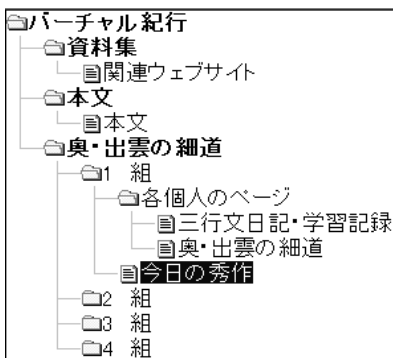 バーチャル紀行
資料集
関連ウェブサイト
本文
本文
奥・出雲の細道
1 組
各個人のページ
三行文日記・学習記録
奥・出雲の細道
今日の秀作
2 組
3 組
4 組